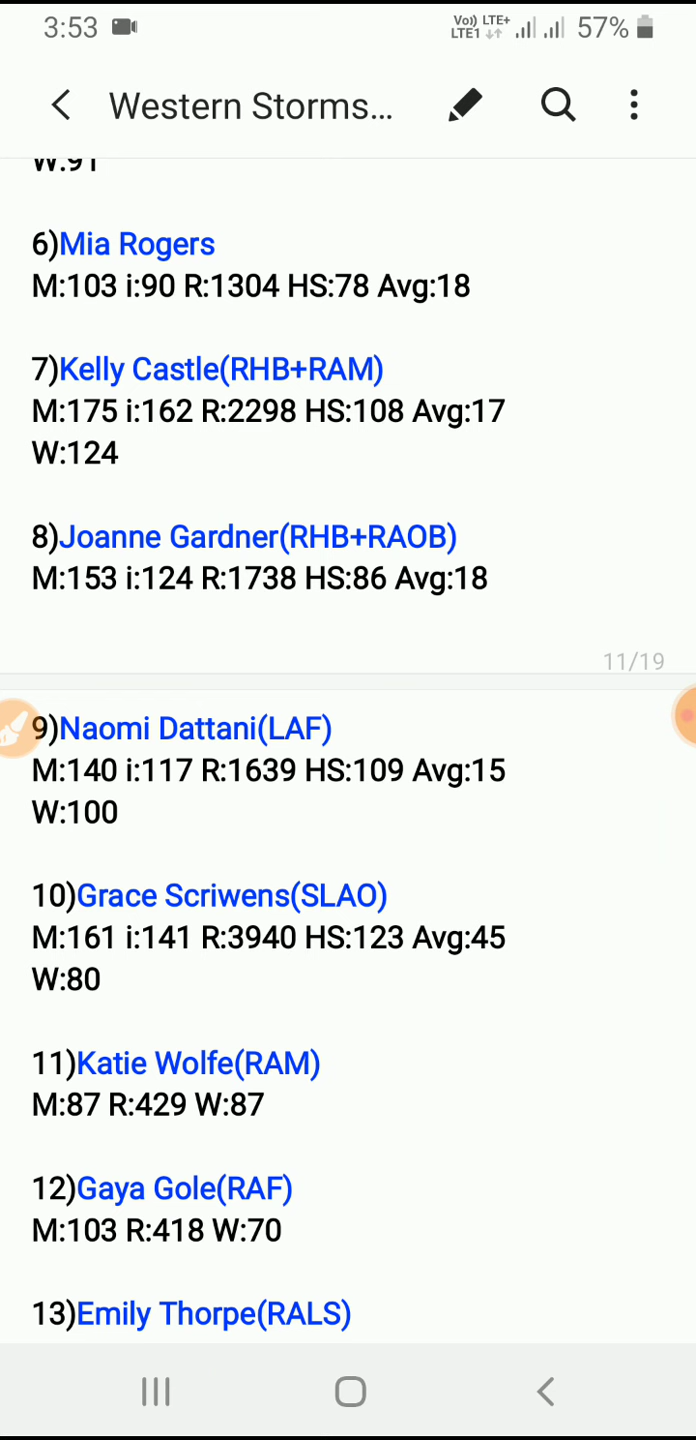 3:53
Vo)) LTE+
LTE1
57%
Western Storms...
W:91
6)Mia Rogers
M:103 i:90 R:1304 HS:78 Avg:18
7)Kelly Castle(RHB+RAM)
M:175 i:162 R:2298 HS:108 Avg:17
W:124
8)Joanne Gardner(RHB+RAOB)
M:153 i:124 R:1738 HS:86 Avg:18
11/19
9)Naomi Dattani(LAF)
M:140 i:117 R:1639 HS:109 Avg:15
W:100
10)Grace Scriwens(SLAO)
M:161 i:141 R:3940 HS:123 Avg:45
W:80
11)Katie Wolfe(RAM)
M:87 R:429 W:87
12)Gaya Gole(RAF)
M:103 R:418 W:70
13)Emily Thorpe(RALS)